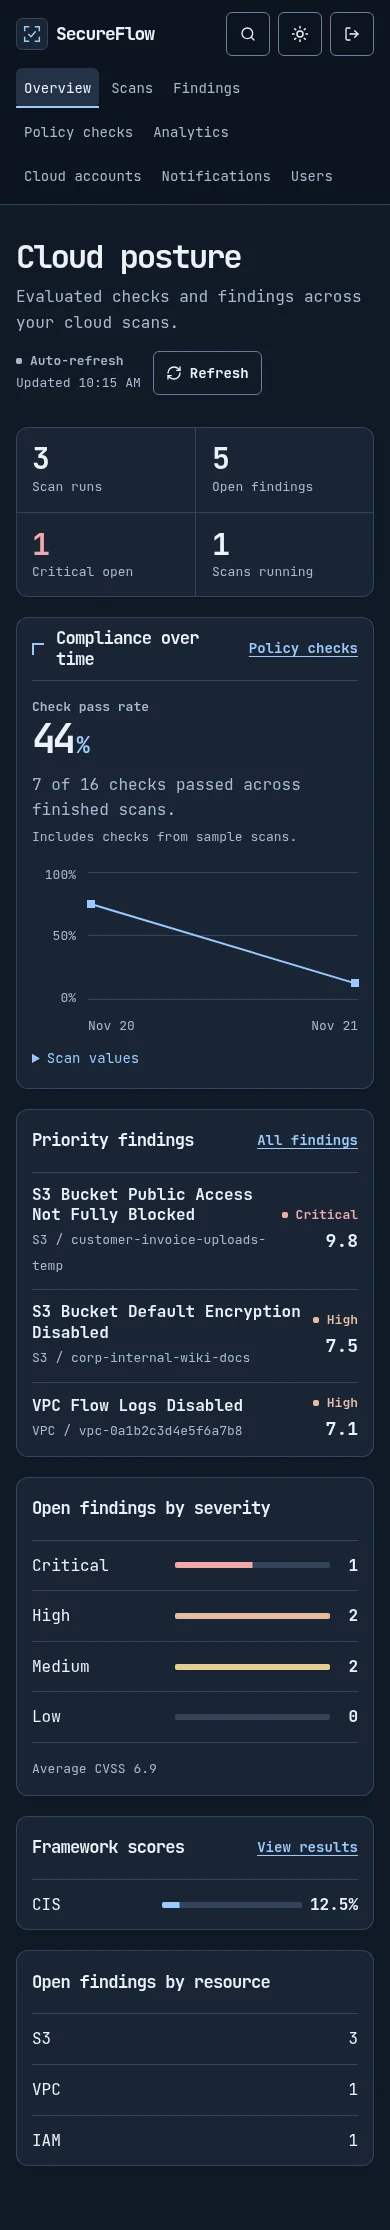 SecureFlow
Overview Scans Findings
Policy checks Analytics
Cloud accounts Notifications Users
Cloud posture
Evaluated checks and findings across
your cloud scans.
Auto-refresh
Updated 10:15 AM
Refresh
3
Scan runs
5
Open findings
1
Critical open
1
Scans running
Compliance over
time
Policy checks
Check pass rate
44%
7 of 16 checks passed across
finished scans.
Includes checks from sample scans.
100%
50%
0%
Nov 20 Nov 21
Scan values
Priority findings All findings
S3 Bucket Public Access
Not Fully Blocked
S3 / customer-invoice-uploads-
temp
Critical
9.8
S3 Bucket Default Encryption
Disabled
S3 / corp-internal-wiki-docs
High
7.5
VPC Flow Logs Disabled
VPC / vpc-0a1b2c3d4e5f6a7b8
High
7.1
Open findings by severity
Critical 1
High 2
Medium 2
Low 0
Average CVSS 6.9
Framework scores View results
CIS 12.5%
Open findings by resource
S3 3
VPC 1
IAM 1